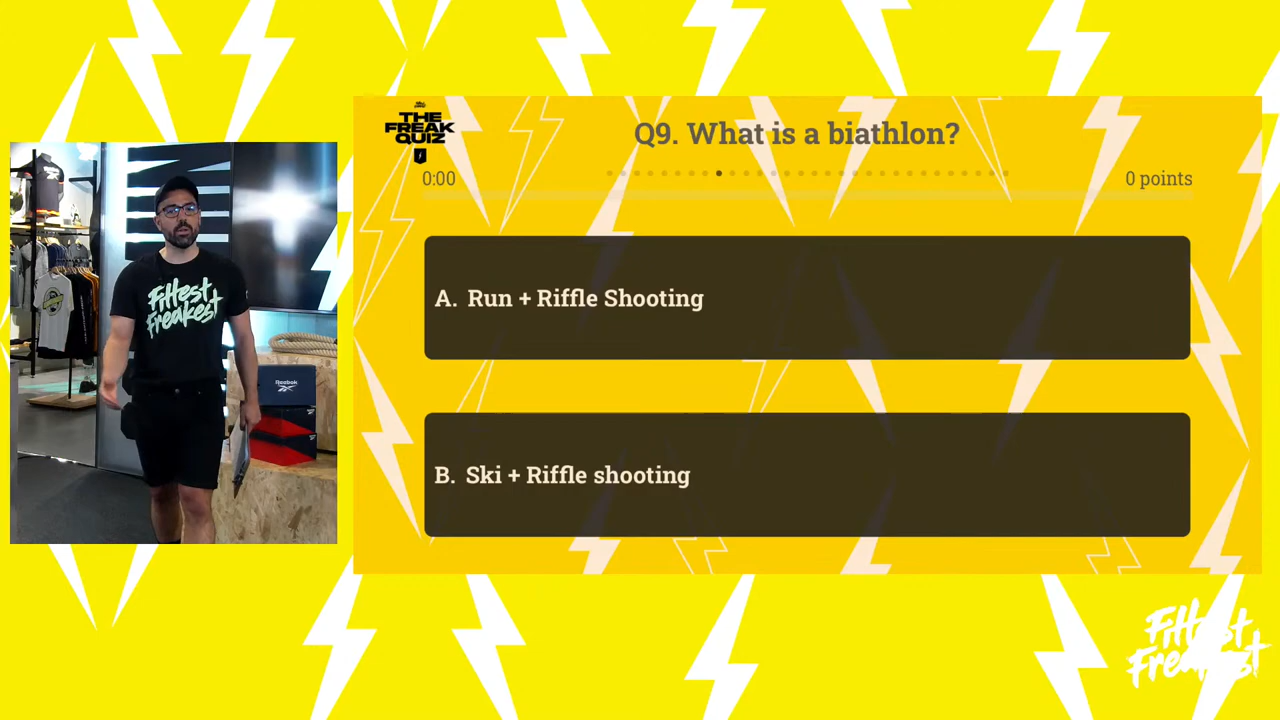 THE
FREAK
QUIZ
Q9. What is a biathlon?
0:00
0 points
A. Run + Riffle Shooting
B. Ski + Riffle shooting
Fittest
Freakest
Reebok
Fittest
Freakest